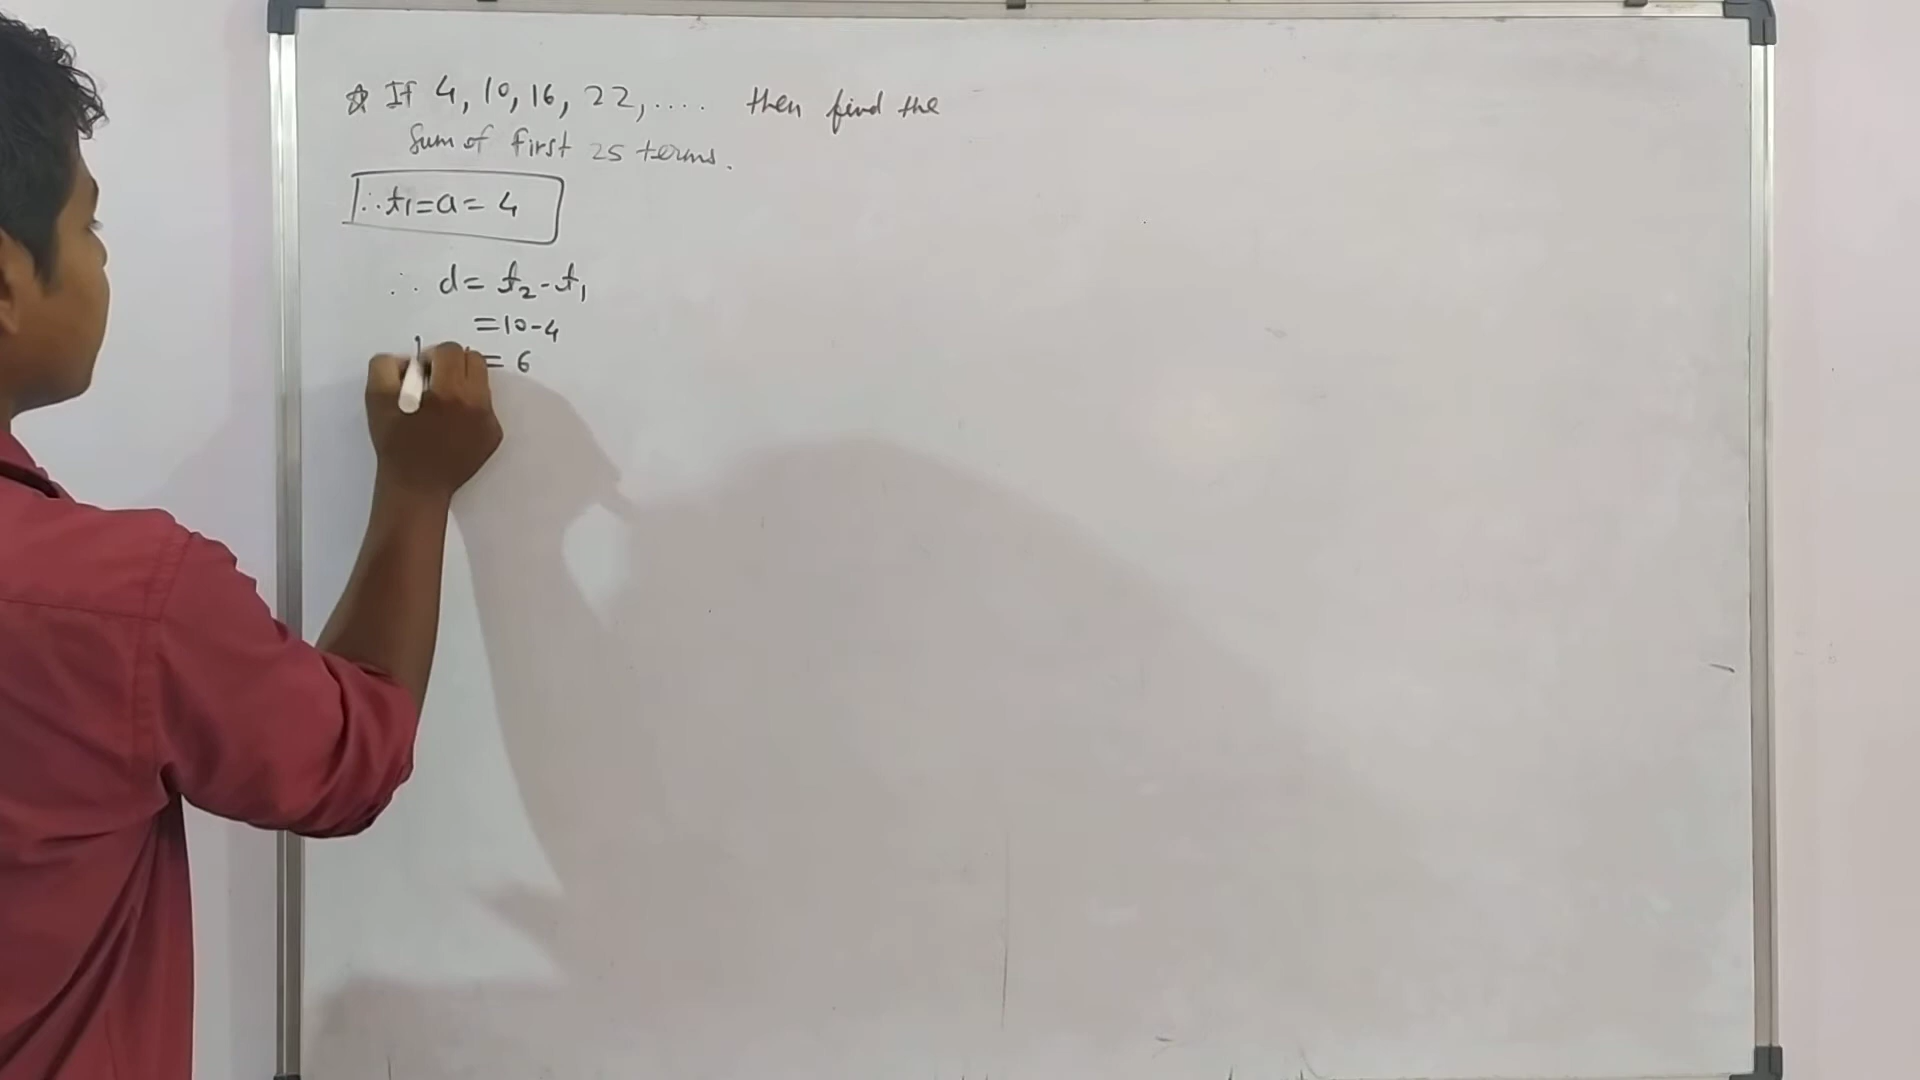 ☆ If 4, 10, 16, 22, .... then find the
Sum of first 25 terms.
∴ t₁ = a = 4
∴ d = t₂ - t₁
= 10 - 4
= 6